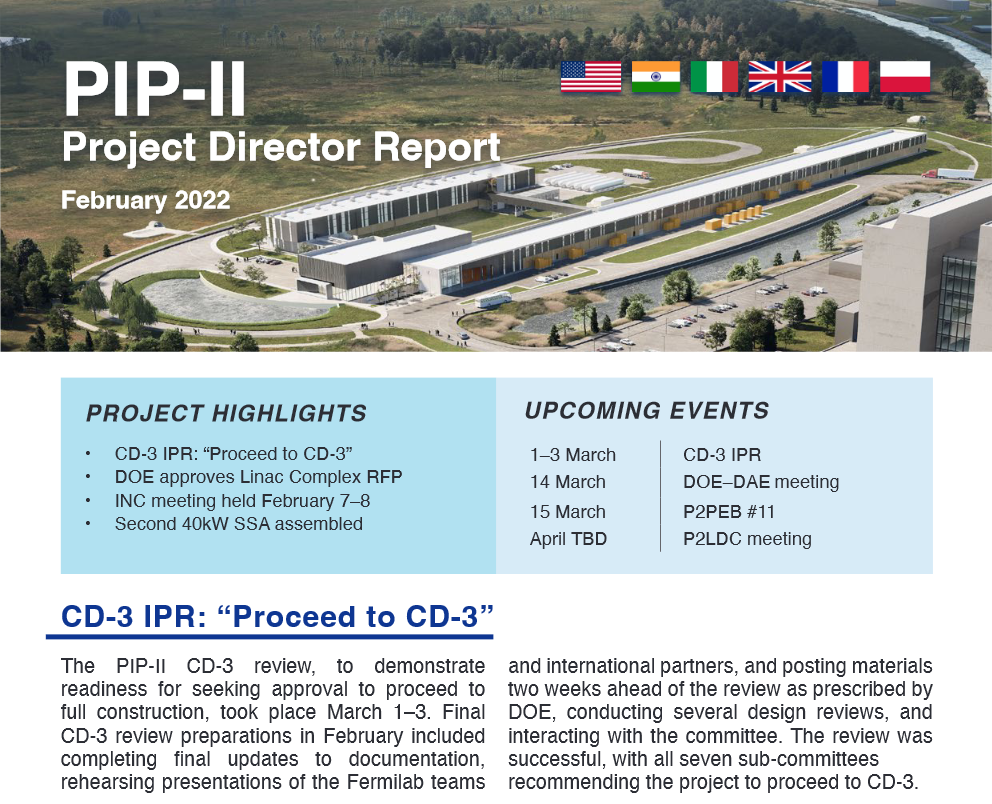 PIP-II
Project Director Report
February 2022
PROJECT HIGHLIGHTS
• CD-3 IPR: “Proceed to CD-3”
• DOE approves Linac Complex RFP
• INC meeting held February 7–8
• Second 40kW SSA assembled
UPCOMING EVENTS
1–3 March CD-3 IPR
14 March DOE–DAE meeting
15 March P2PEB #11
April TBD P2LDC meeting
CD-3 IPR: “Proceed to CD-3”
The PIP-II CD-3 review, to demonstrate
readiness for seeking approval to proceed to
full construction, took place March 1–3. Final
CD-3 review preparations in February included
completing final updates to documentation,
rehearsing presentations of the Fermilab teams
and international partners, and posting materials
two weeks ahead of the review as prescribed by
DOE, conducting several design reviews, and
interacting with the committee. The review was
successful, with all seven sub-committees
recommending the project to proceed to CD-3.